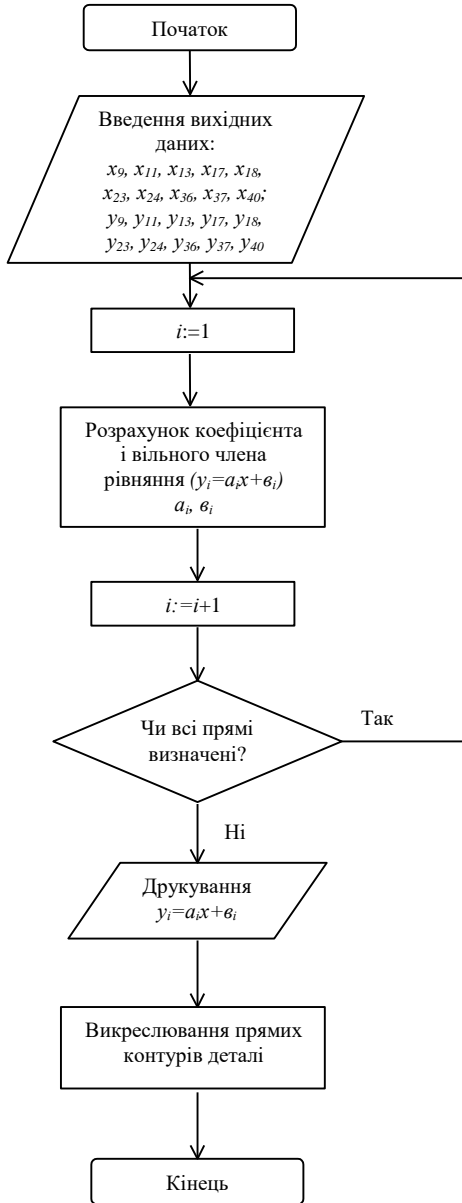 Початок
Введення вихідних
даних:
x₉, x₁₁, x₁₃, x₁₇, x₁₈,
x₂₃, x₂₄, x₃₆, x₃₇, x₄₀;
y₉, y₁₁, y₁₃, y₁₇, y₁₈,
y₂₃, y₂₄, y₃₆, y₃₇, y₄₀
i:=1
Розрахунок коефіцієнта
і вільного члена
рівняння (yᵢ=aᵢx+вᵢ)
aᵢ, вᵢ
i:=i+1
Чи всі прямі
визначені?
Так
Ні
Друкування
yᵢ=aᵢx+вᵢ
Викреслювання прямих
контурів деталі
Кінець